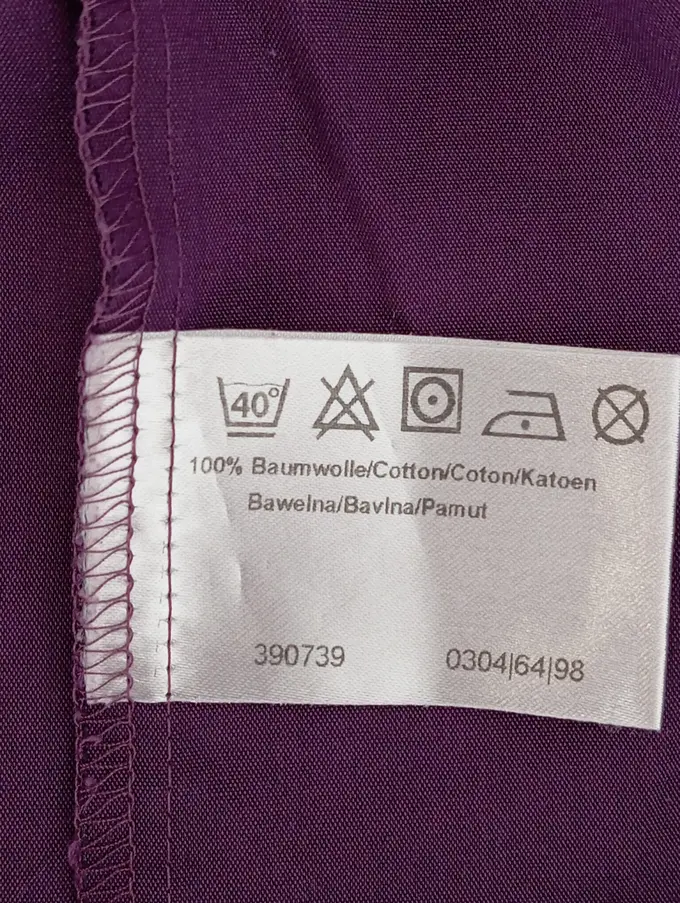 40°
100% Baumwolle/Cotton/Coton/Katoen
Bawelna/Bavlna/Pamut
390739 0304|64|98